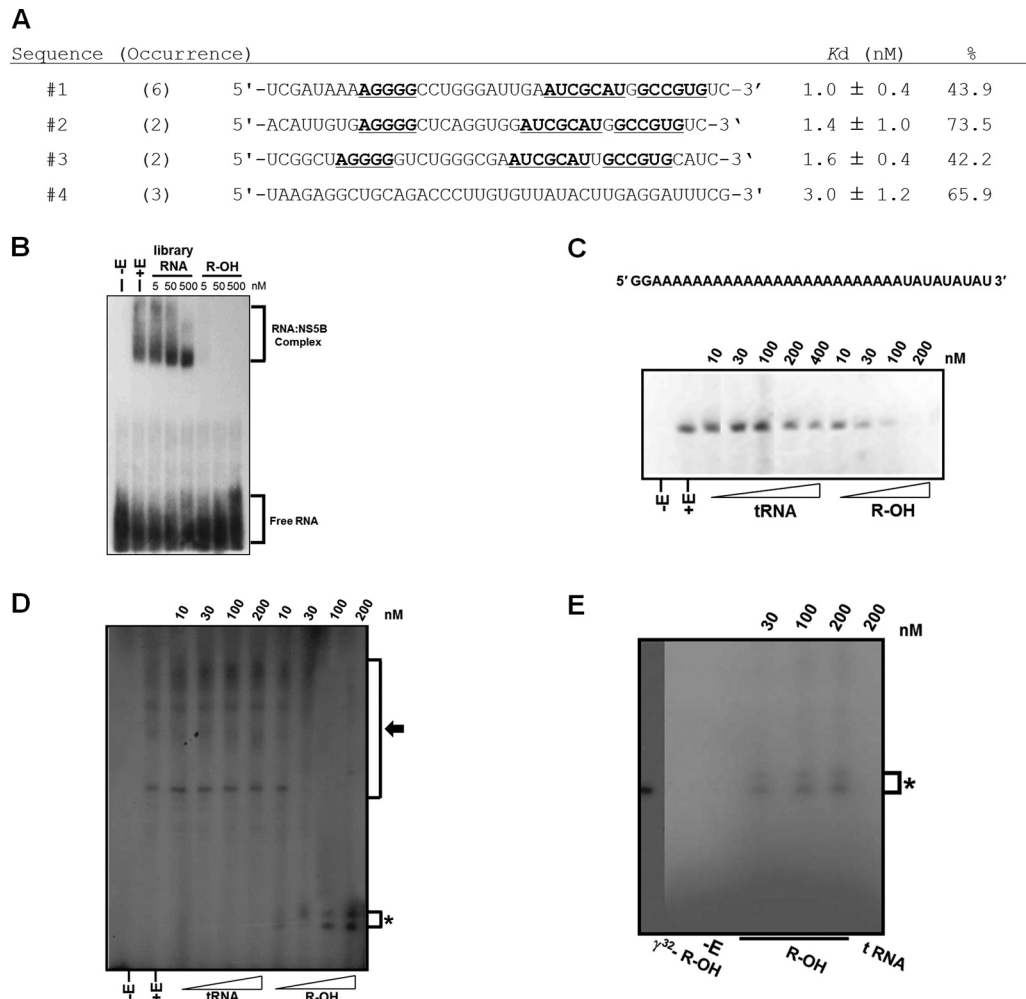 A
Sequence (Occurrence) Kd (nM) %
#1 (6) 5'-UCGAUAAAAGGGGCCUGGGAUUGAAUCGCAUGGCCGUGUC-3' 1.0 ± 0.4 43.9
#2 (2) 5'-ACAUUGUGAGGGGCUCAGGUGGAUCGCAUGGCCGUGUC-3' 1.4 ± 1.0 73.5
#3 (2) 5'-UCGGCUAGGGGGUCUGGGCGAAUCGCAUUGCCGUGCAUC-3' 1.6 ± 0.4 42.2
#4 (3) 5'-UAAGAGGCUGCAGACCCUUGUGUUAUACUUGAGGAUUUCG-3' 3.0 ± 1.2 65.9
B
-E +E library RNA R-OH
5 50 500 5 50 500 nM
RNA:NS5B Complex
Free RNA
C
5' GGAAAAAAAAAAAAAAAAAAAAAAAAAUAUAUAUAU 3'
10 30 100 200 400 10 30 100 200 nM
-E +E tRNA R-OH
D
10 30 100 200 10 30 100 200 nM
*
-E +E tRNA R-OH
E
30 100 200 200 nM
*
γ32- R-OH -E R-OH t RNA